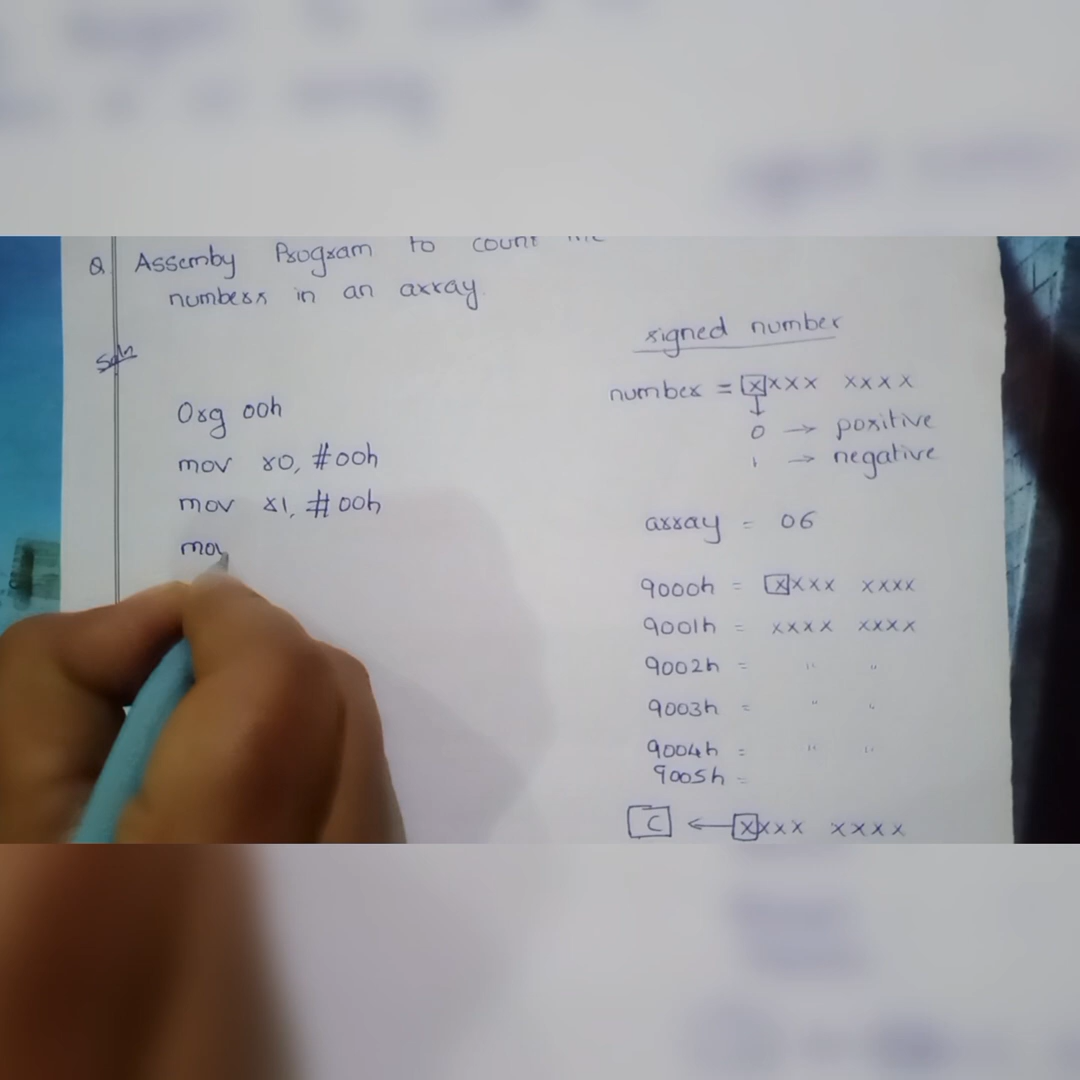 Q Assemby Program to count
numbers in an array.
Soln
Org 00h
mov r0, #00h
mov r1, #00h
mov
signed number
number = xxxx xxxx
0 → positive
1 → negative
array = 06
9000h = xxxx xxxx
9001h = xxxx xxxx
9002h = " "
9003h = " "
9004h = " "
9005h =
C ← xxxx xxxx